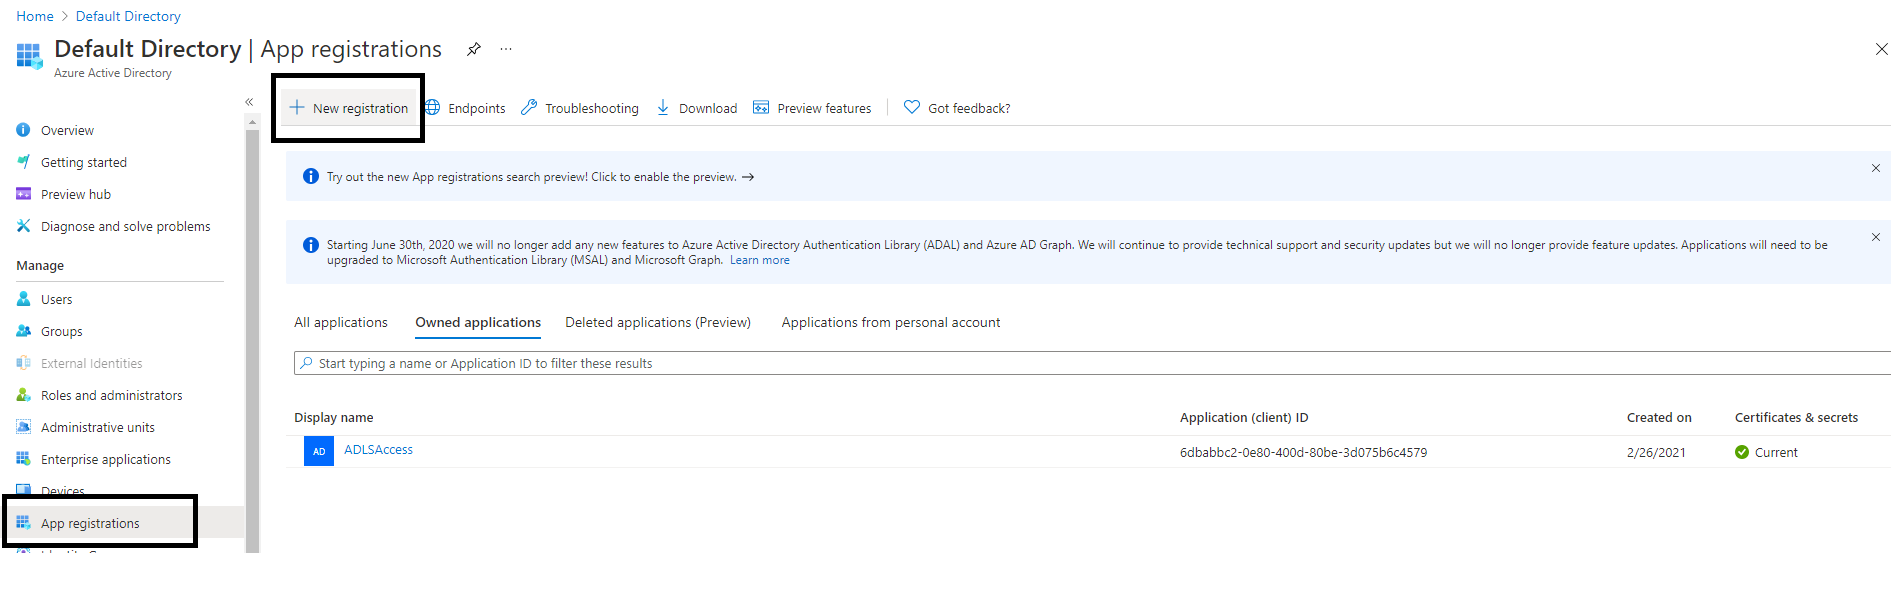 Home > Default Directory
Default Directory | App registrations
Azure Active Directory
Overview
Getting started
Preview hub
Diagnose and solve problems
Manage
Users
Groups
External Identities
Roles and administrators
Administrative units
Enterprise applications
Devices
App registrations
New registration
Endpoints
Troubleshooting
Download
Preview features
Got feedback?
Try out the new App registrations search preview! Click to enable the preview. →
Starting June 30th, 2020 we will no longer add any new features to Azure Active Directory Authentication Library (ADAL) and Azure AD Graph. We will continue to provide technical support and security updates but we will no longer provide feature updates. Applications will need to be
upgraded to Microsoft Authentication Library (MSAL) and Microsoft Graph. Learn more
All applications
Owned applications
Deleted applications (Preview)
Applications from personal account
Start typing a name or Application ID to filter these results
Display name
Application (client) ID
Created on
Certificates & secrets
AD
ADLSAccess
6dbabbc2-0e80-400d-80be-3d075b6c4579
2/26/2021
Current